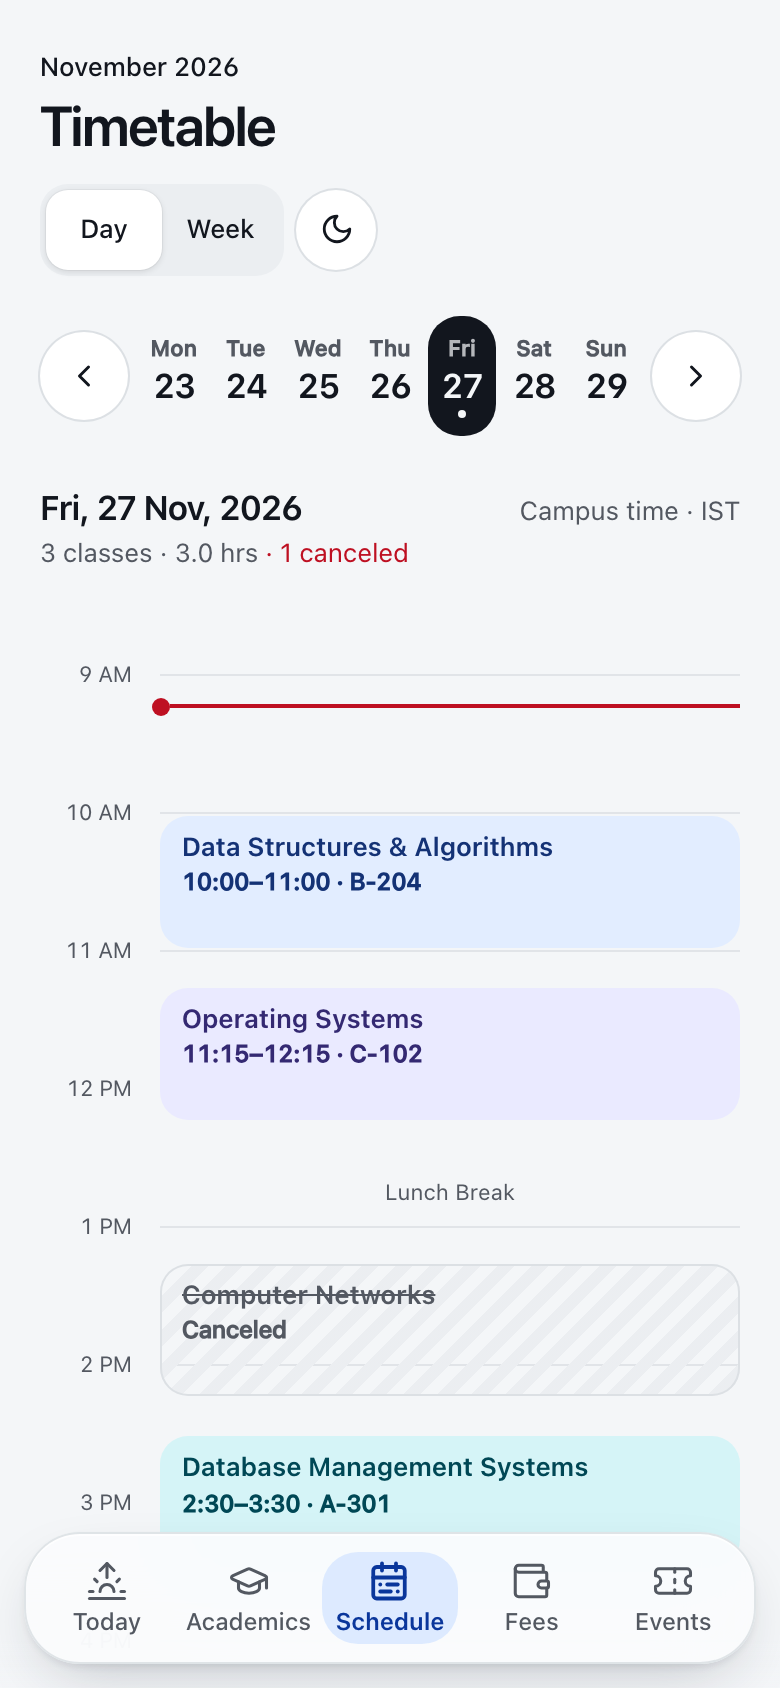 November 2026
Timetable
Day Week
Mon Tue Wed Thu Fri Sat Sun
23 24 25 26 27 28 29
Fri, 27 Nov, 2026
Campus time · IST
3 classes · 3.0 hrs · 1 canceled
9 AM
10 AM
Data Structures & Algorithms
10:00–11:00 · B-204
11 AM
Operating Systems
11:15–12:15 · C-102
12 PM
Lunch Break
1 PM
Computer Networks
Canceled
2 PM
Database Management Systems
2:30–3:30 · A-301
3 PM
Today Academics Schedule Fees Events